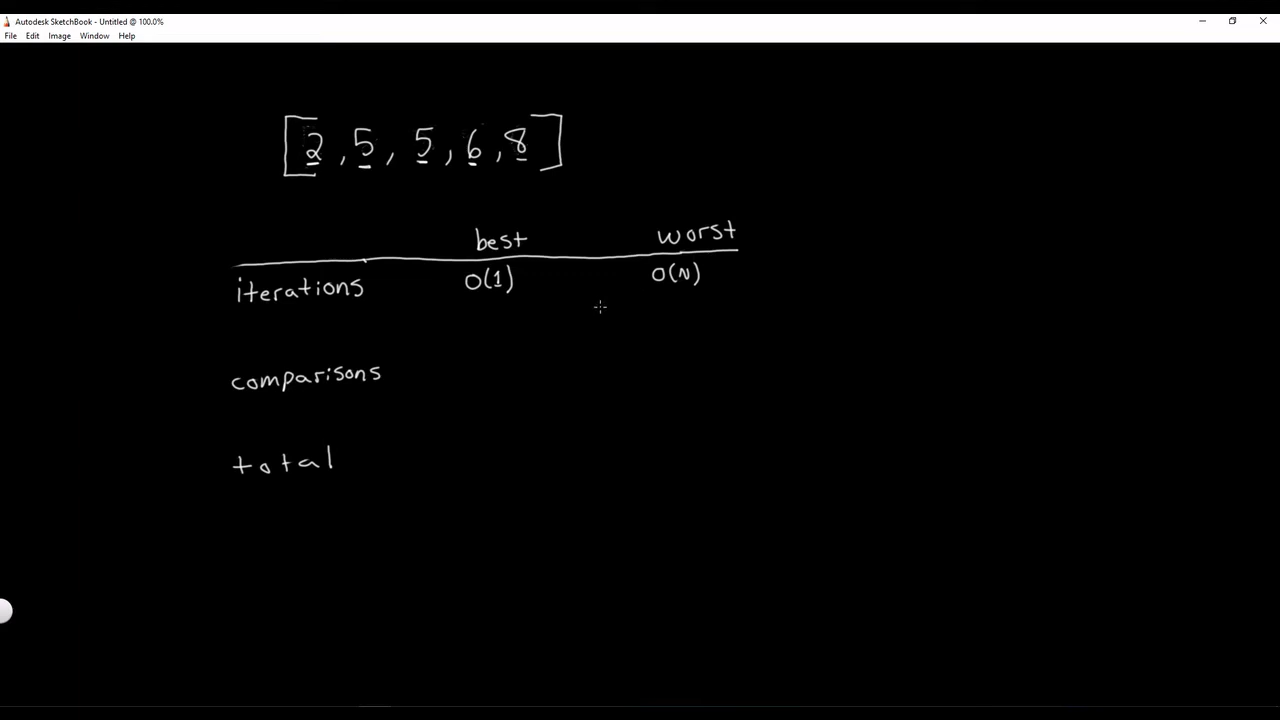 Autodesk SketchBook - Untitled @ 100.0%
File Edit Image Window Help
[2, 5, 5, 6, 8]
best worst
iterations O(1) O(N)
comparisons
total